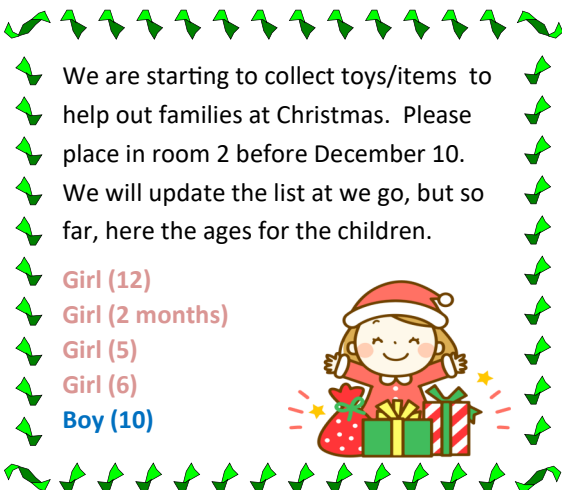 We are starting to collect toys/items to
help out families at Christmas. Please
place in room 2 before December 10.
We will update the list at we go, but so
far, here the ages for the children.
Girl (12)
Girl (2 months)
Girl (5)
Girl (6)
Boy (10)